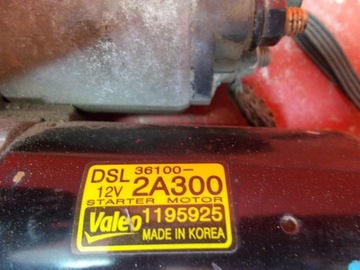 DSL 36100-
12V 2A300
STARTER MOTOR
Valeo 1195925
MADE IN KOREA